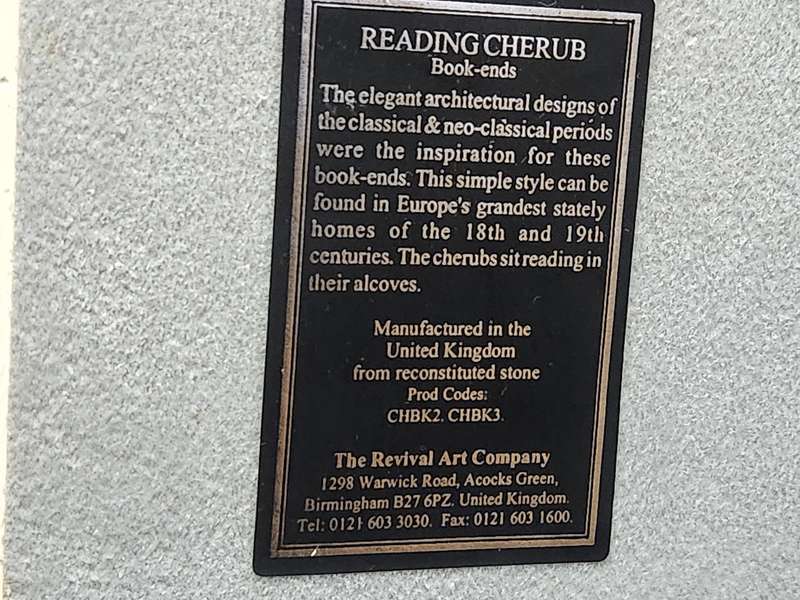 READING CHERUB
Book-ends
The elegant architectural designs of
the classical & neo-classical periods
were the inspiration for these
book-ends. This simple style can be
found in Europe's grandest stately
homes of the 18th and 19th
centuries. The cherubs sit reading in
their alcoves.
Manufactured in the
United Kingdom
from reconstituted stone
Prod Codes:
CHBK2. CHBK3.
The Revival Art Company
1298 Warwick Road, Acocks Green,
Birmingham B27 6PZ. United Kingdom.
Tel: 0121 603 3030. Fax: 0121 603 1600.